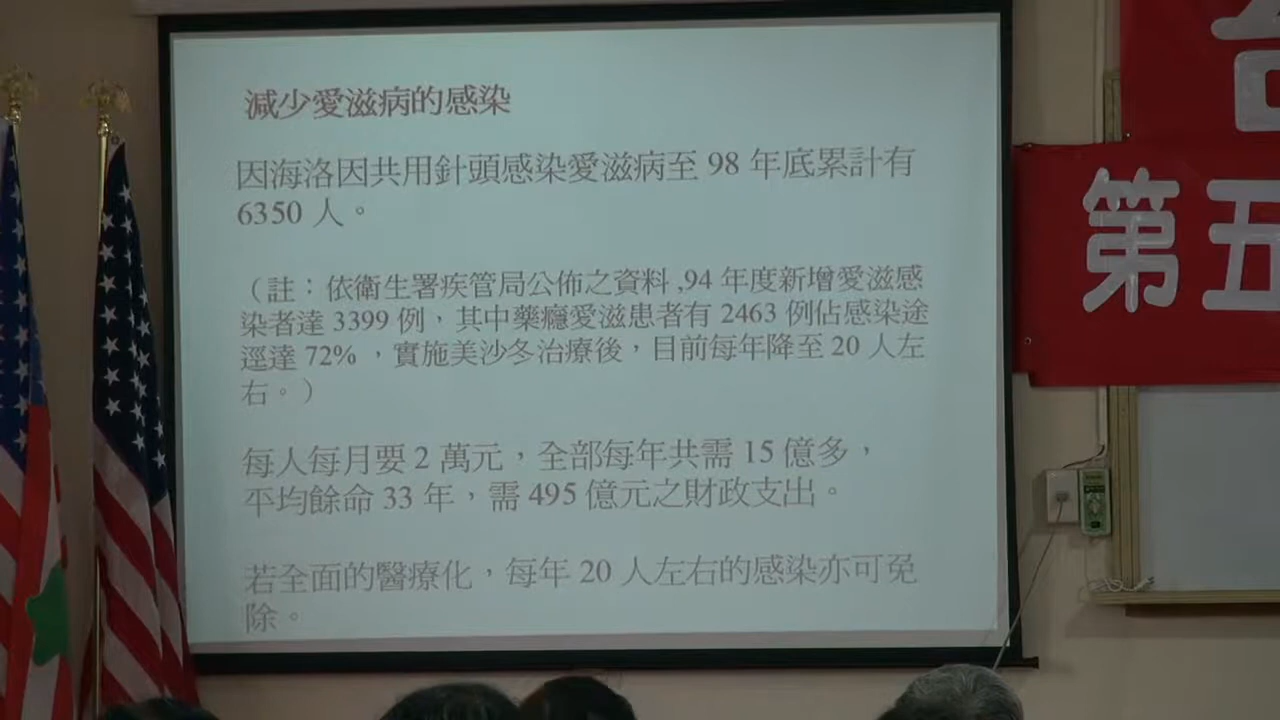 減少愛滋病的感染
因海洛因共用針頭感染愛滋病至 98 年底累計有
6350 人。
（註：依衛生署疾管局公佈之資料 ,94 年度新增愛滋感
染者達 3399 例，其中藥癮愛滋患者有 2463 例佔感染途
逕達 72% ，實施美沙冬治療後，目前每年降至 20 人左
右。）
每人每月要 2 萬元，全部每年共需 15 億多，
平均餘命 33 年，需 495 億元之財政支出。
若全面的醫療化，每年 20 人左右的感染亦可免
除。
第五